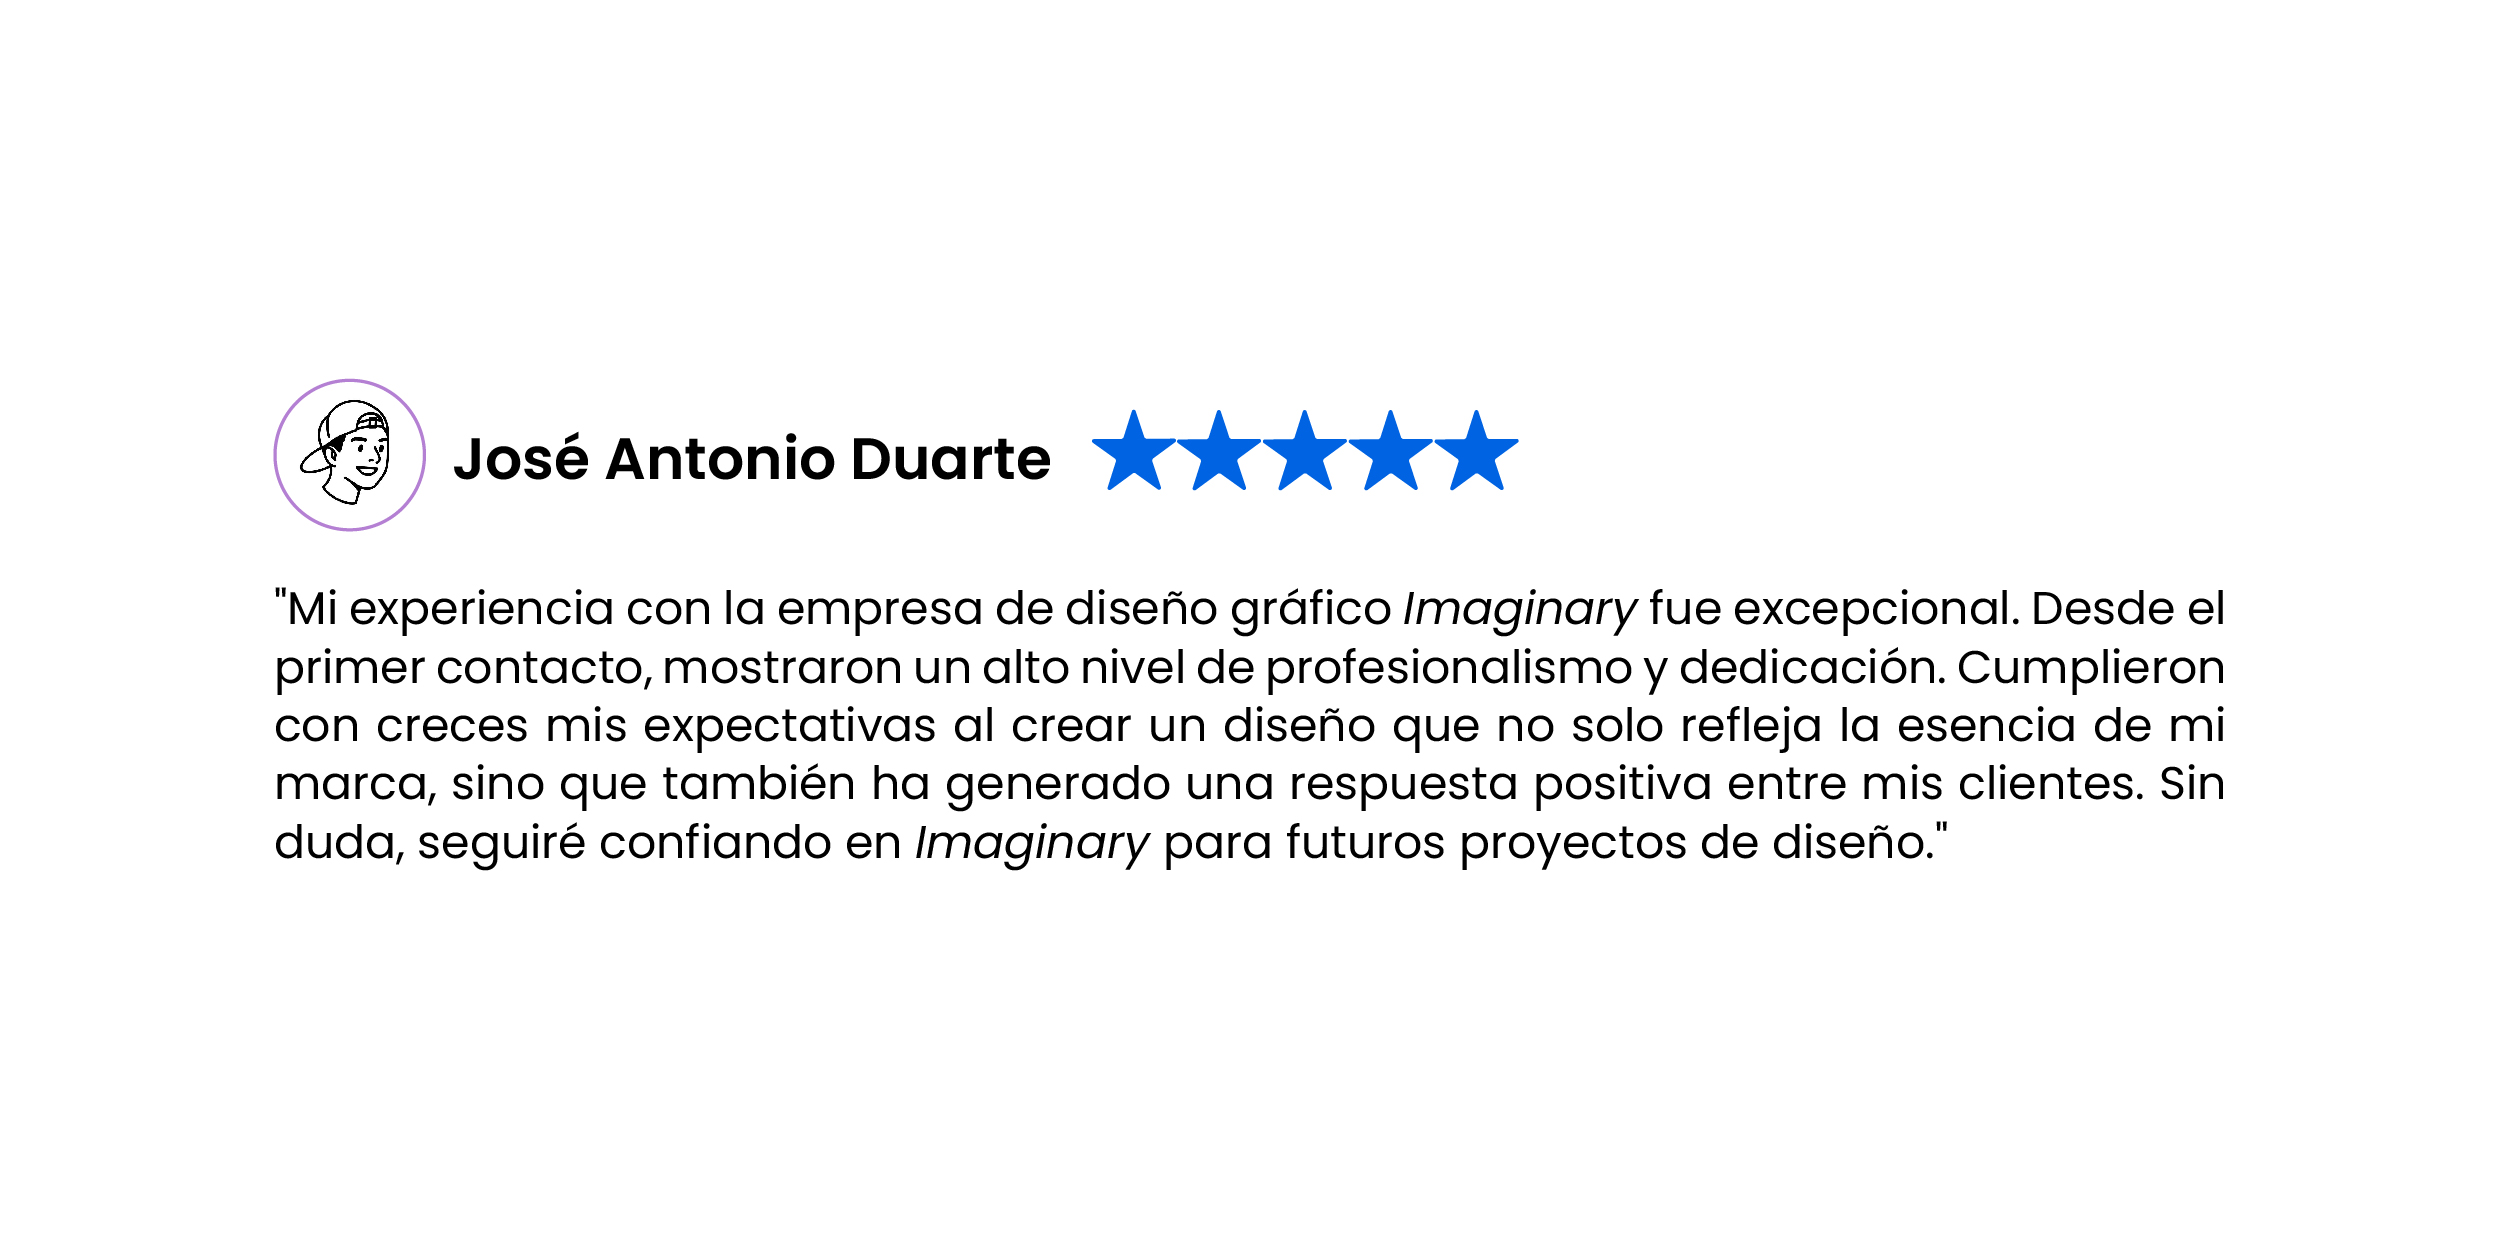 José Antonio Duarte
"Mi experiencia con la empresa de diseño gráfico Imaginary fue excepcional. Desde el
primer contacto, mostraron un alto nivel de profesionalismo y dedicación. Cumplieron
con creces mis expectativas al crear un diseño que no solo refleja la esencia de mi
marca, sino que también ha generado una respuesta positiva entre mis clientes. Sin
duda, seguiré confiando en Imaginary para futuros proyectos de diseño."